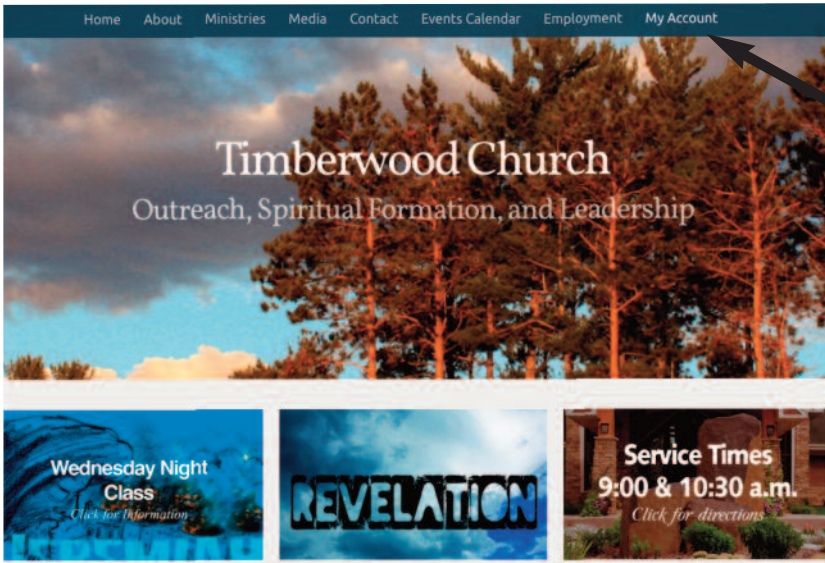 Home About Ministries Media Contact Events Calendar Employment My Account
Timberwood Church
Outreach, Spiritual Formation, and Leadership
Wednesday Night
Class
Click for Information
REVELATION
Service Times
9:00 & 10:30 a.m.
Click for directions